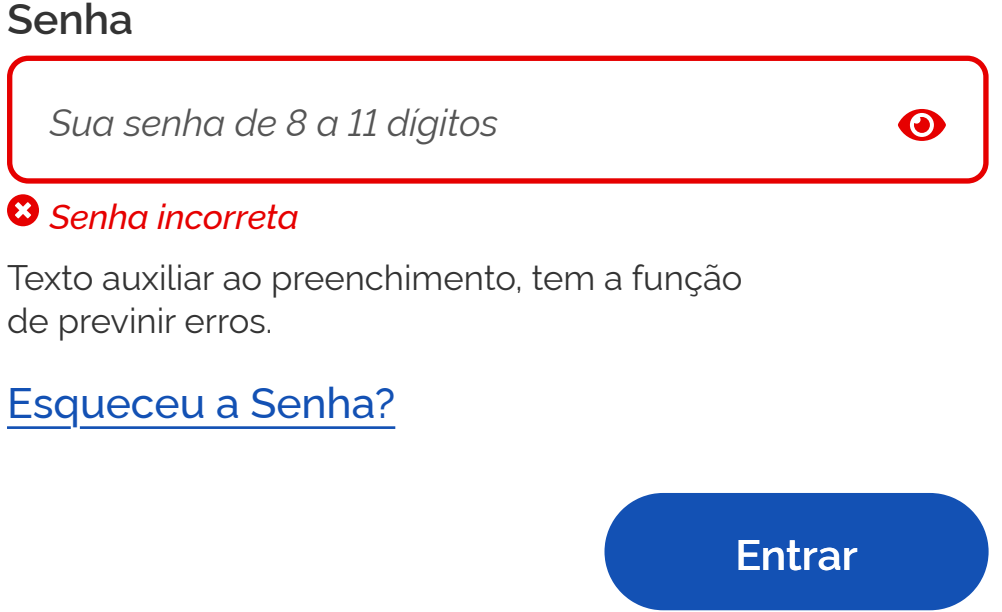 Senha
Sua senha de 8 a 11 dígitos
Senha incorreta
Texto auxiliar ao preenchimento, tem a função
de previnir erros.
Esqueceu a Senha?
Entrar